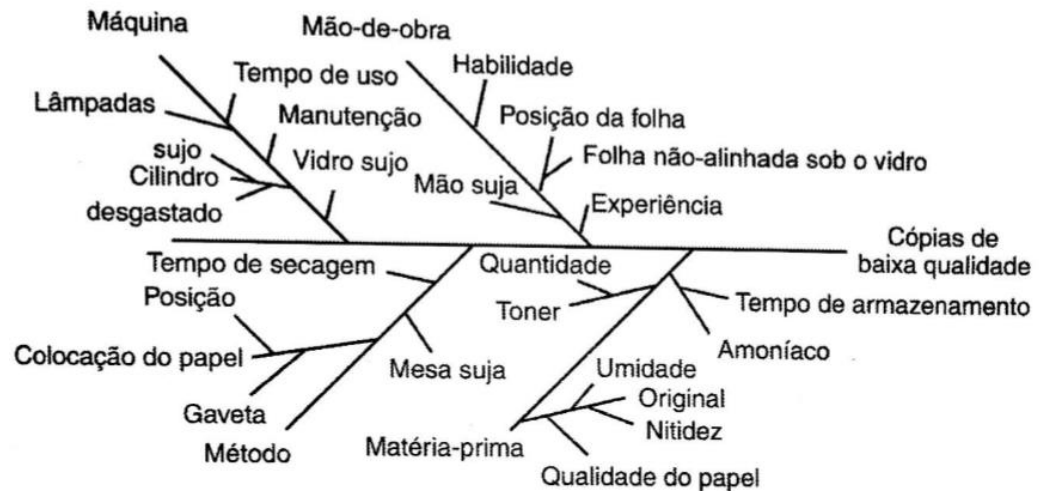 Máquina
Mão-de-obra
Habilidade
Tempo de uso
Lâmpadas
Manutenção
Posição da folha
sujo
Vidro sujo
Folha não-alinhada sob o vidro
Cilindro
Mão suja
desgastado
Experiência
Cópias de
baixa qualidade
Tempo de secagem
Quantidade
Posição
Toner
Tempo de armazenamento
Colocação do papel
Mesa suja
Amoníaco
Umidade
Original
Gaveta
Nitidez
Método
Matéria-prima
Qualidade do papel